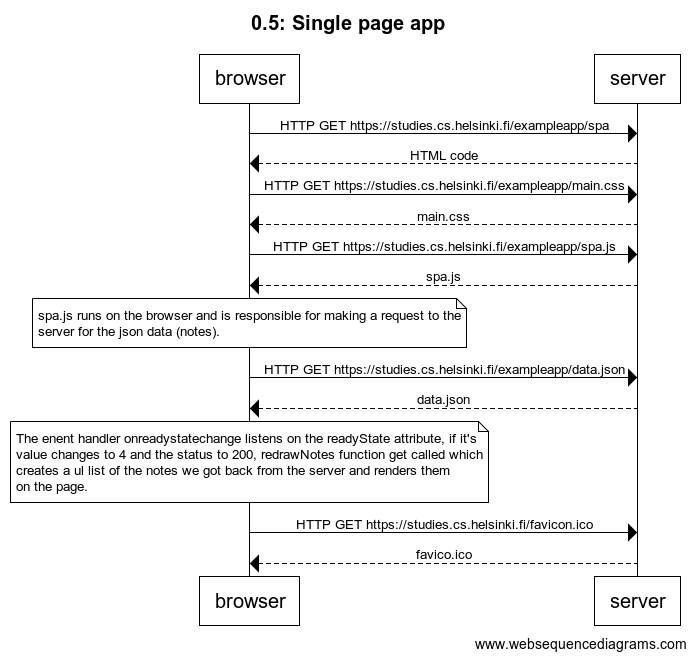 0.5: Single page app
browser
server
HTTP GET https://studies.cs.helsinki.fi/exampleapp/spa
HTML code
HTTP GET https://studies.cs.helsinki.fi/exampleapp/main.css
main.css
HTTP GET https://studies.cs.helsinki.fi/exampleapp/spa.js
spa.js
spa.js runs on the browser and is responsible for making a request to the
server for the json data (notes).
HTTP GET https://studies.cs.helsinki.fi/exampleapp/data.json
data.json
The enent handler onreadystatechange listens on the readyState attribute, if it's
value changes to 4 and the status to 200, redrawNotes function get called which
creates a ul list of the notes we got back from the server and renders them
on the page.
HTTP GET https://studies.cs.helsinki.fi/favicon.ico
favico.ico
browser
server
www.websequencediagrams.com